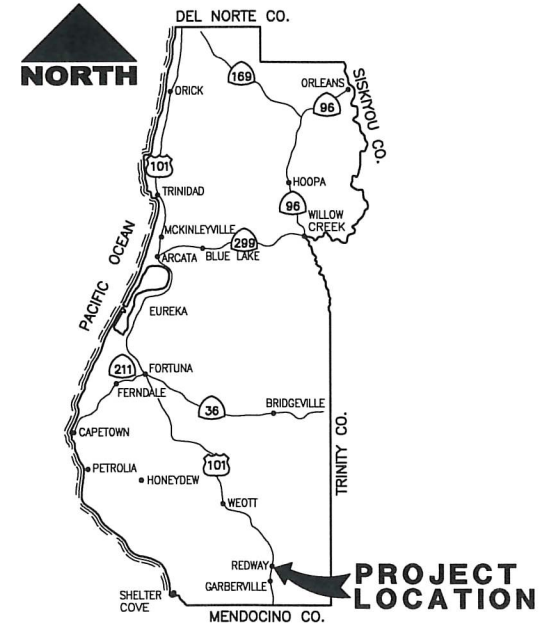 DEL NORTE CO.
NORTH
169
ORLEANS
SISKIYOU CO.
96
ORICK
101
HOOPA
TRINIDAD
96
WILLOW
CREEK
MCKINLEYVILLE
299
ARCATA
BLUE LAKE
PACIFIC OCEAN
EUREKA
211
FORTUNA
FERNDALE
36
BRIDGEVILLE
CAPETOWN
TRINITY CO.
101
PETROLIA
HONEYDEW
WEOTT
REDWAY
PROJECT
LOCATION
GARBERVILLE
SHELTER
COVE
MENDOCINO CO.